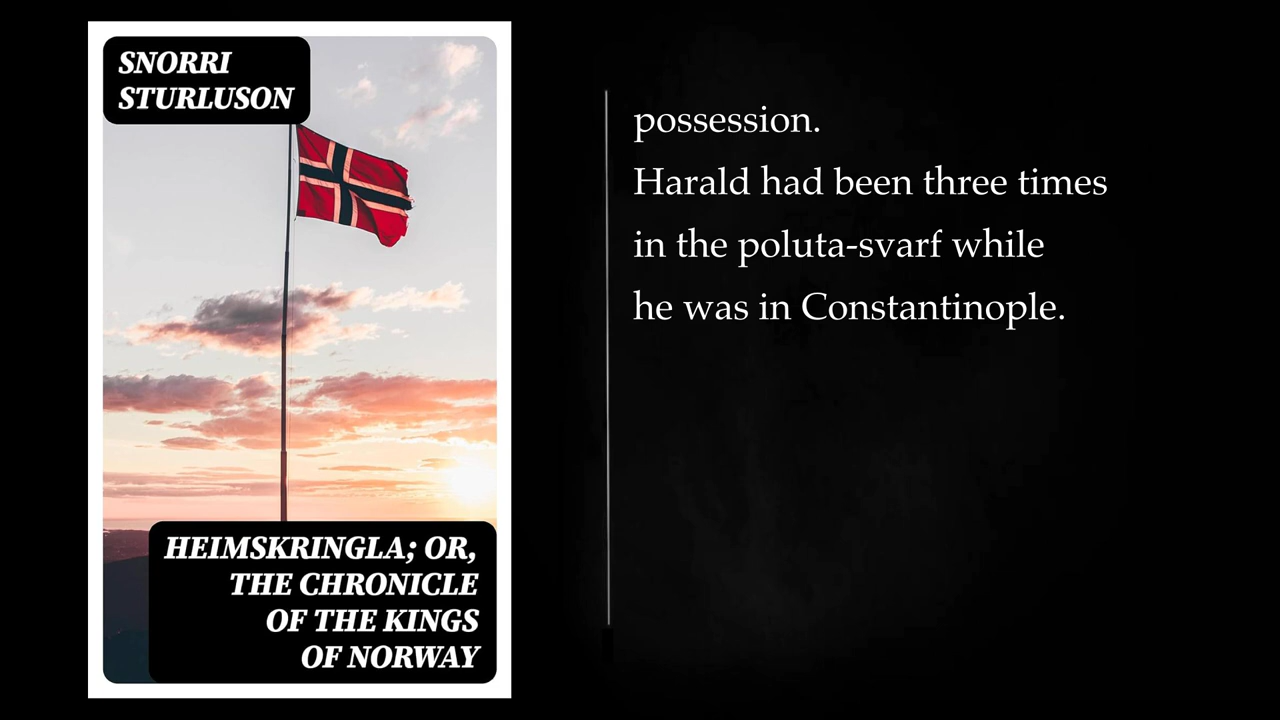 SNORRI
STURLUSON
HEIMSKRINGLA; OR,
THE CHRONICLE
OF THE KINGS
OF NORWAY
possession.
Harald had been three times
in the poluta-svarf while
he was in Constantinople.